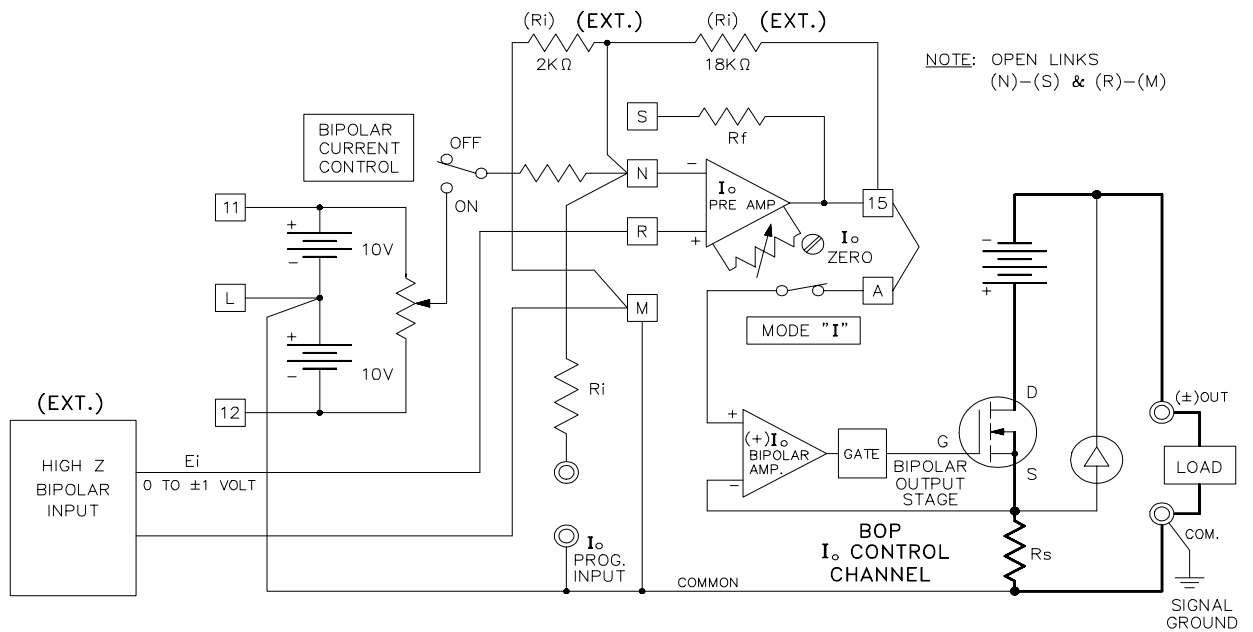 (Ri) (EXT.) (Ri) (EXT.)
2KΩ 18KΩ
NOTE: OPEN LINKS
(N)–(S) & (R)–(M)
S
Rf
BIPOLAR
CURRENT
CONTROL
OFF
ON
N
–
Io
PRE AMP
15
R
+
Io
ZERO
11
+
–
10V
L
+
–
10V
12
M
A
MODE "I"
–
+
(EXT.)
HIGH Z
BIPOLAR
INPUT
Ei
0 TO ±1 VOLT
Ri
Io
PROG.
INPUT
+
(+)Io
BIPOLAR
AMP.
–
GATE
G
D
S
BIPOLAR
OUTPUT
STAGE
(±)OUT
LOAD
COM.
BOP
Io CONTROL
CHANNEL
Rs
COMMON
SIGNAL
GROUND